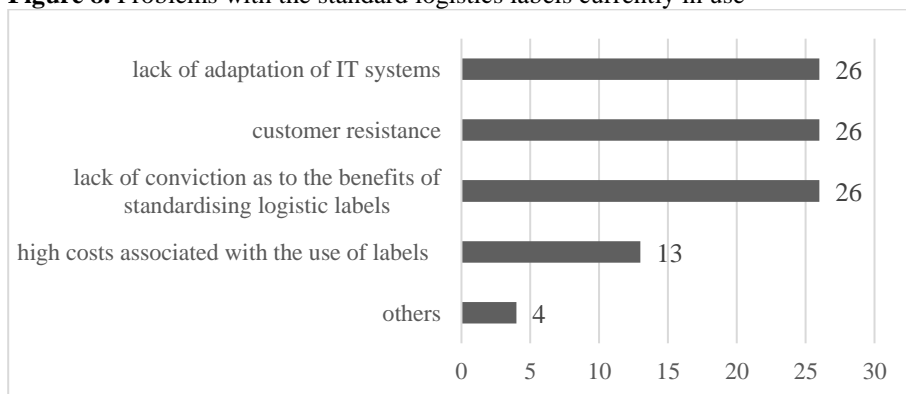 Figure 8. Problems with the standard logistics labels currently in use
lack of adaptation of IT systems 26
customer resistance 26
lack of conviction as to the benefits of
standardising logistic labels 26
high costs associated with the use of labels 13
others 4
0 5 10 15 20 25 30